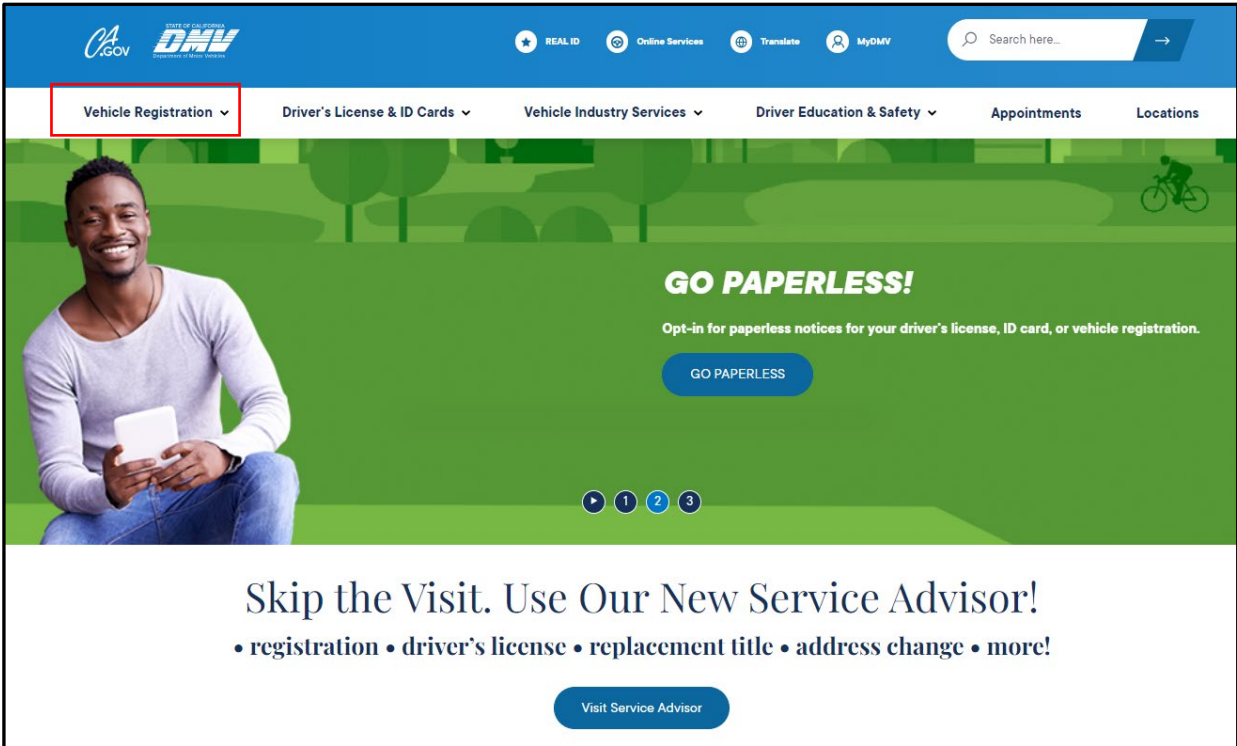 CA.GOV
STATE OF CALIFORNIA
DMV
Department of Motor Vehicles
REAL ID
Online Services
Translate
MyDMV
Search here...
Vehicle Registration
Driver's License & ID Cards
Vehicle Industry Services
Driver Education & Safety
Appointments
Locations
GO PAPERLESS!
Opt-in for paperless notices for your driver's license, ID card, or vehicle registration.
GO PAPERLESS
1 2 3
Skip the Visit. Use Our New Service Advisor!
• registration • driver's license • replacement title • address change • more!
Visit Service Advisor